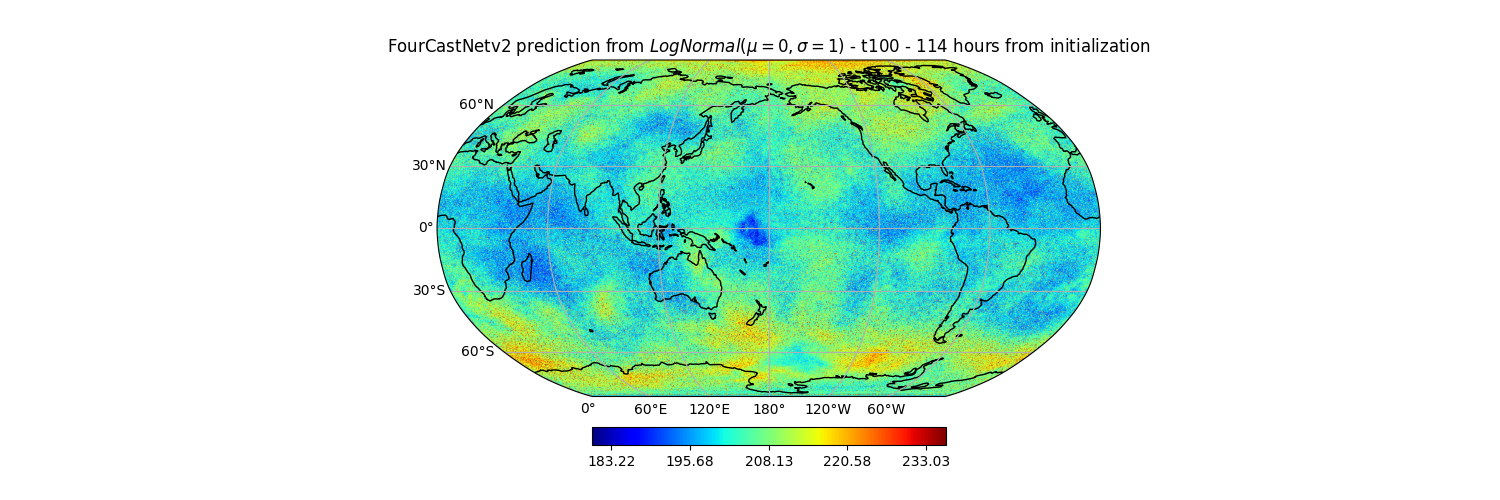 FourCastNetv2 prediction from LogNormal(μ = 0, σ = 1) - t100 - 114 hours from initialization
60°N
30°N
0°
30°S
60°S
0° 60°E 120°E 180° 120°W 60°W
183.22 195.68 208.13 220.58 233.03